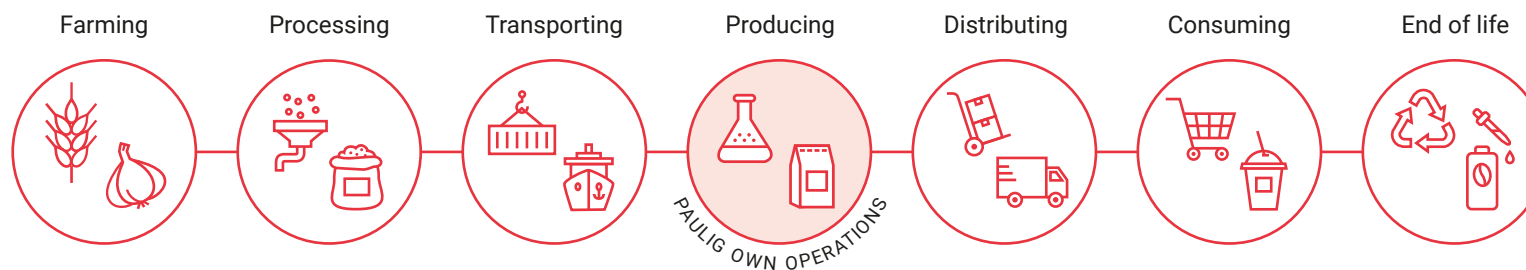 Farming
Processing
Transporting
Producing
Distributing
Consuming
End of life
PAULIG OWN OPERATIONS